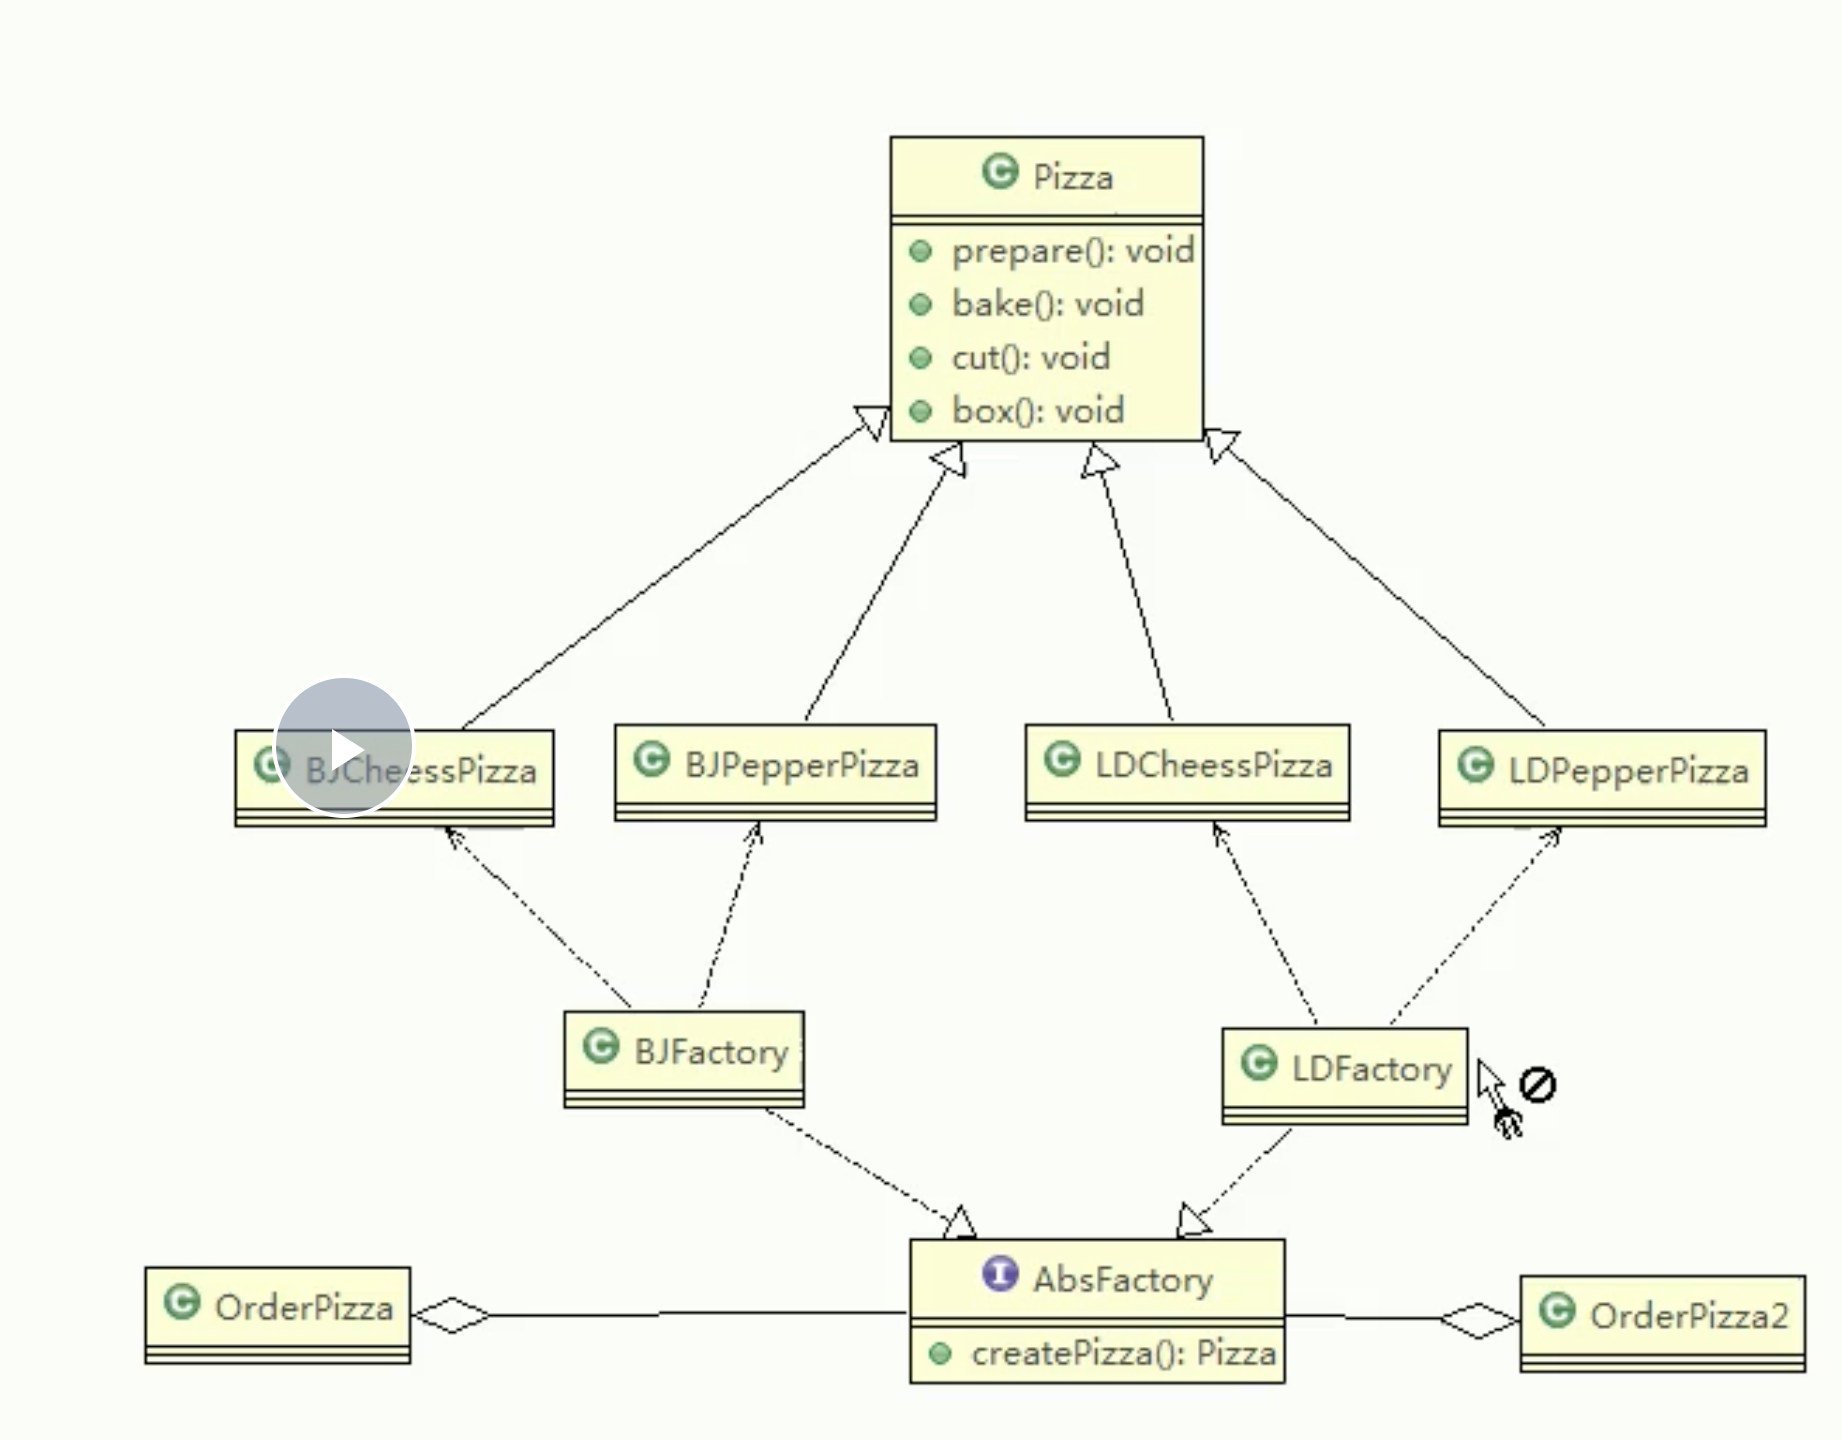 Pizza
prepare(): void
bake(): void
cut(): void
box(): void
BJCheessPizza
BJPepperPizza
LDCheessPizza
LDPepperPizza
BJFactory
LDFactory
OrderPizza
AbsFactory
createPizza(): Pizza
OrderPizza2